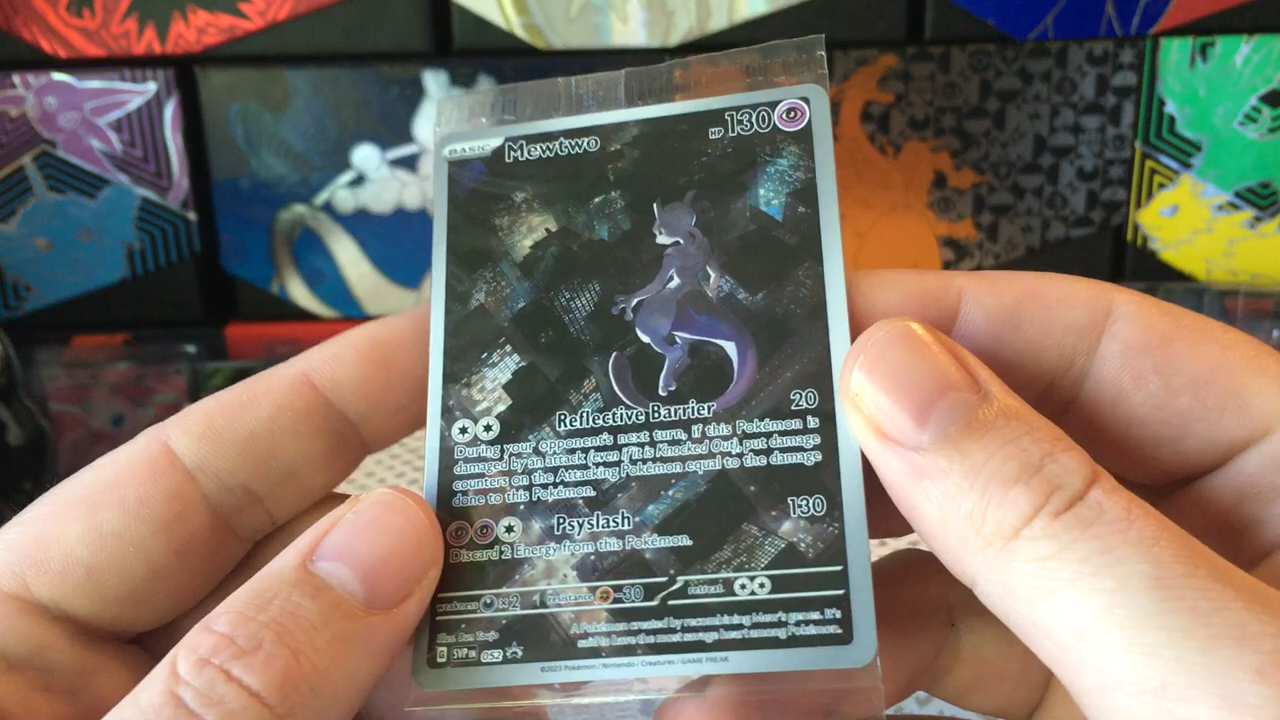 BASIC Mewtwo HP 130
Reflective Barrier 20
During your opponent's next turn, if this Pokémon is
damaged by an attack (even if it is Knocked Out), put damage
counters on the Attacking Pokémon equal to the damage
done to this Pokémon.
Psyslash 130
Discard 2 Energy from this Pokémon.
weakness ×2 resistance -30 retreat
A Pokémon created by recombining Mew's genes. It's
said to have the most savage heart among Pokémon.
Illus. Bun Toujo
G SVP EN 052
©2023 Pokémon / Nintendo / Creatures / GAME FREAK